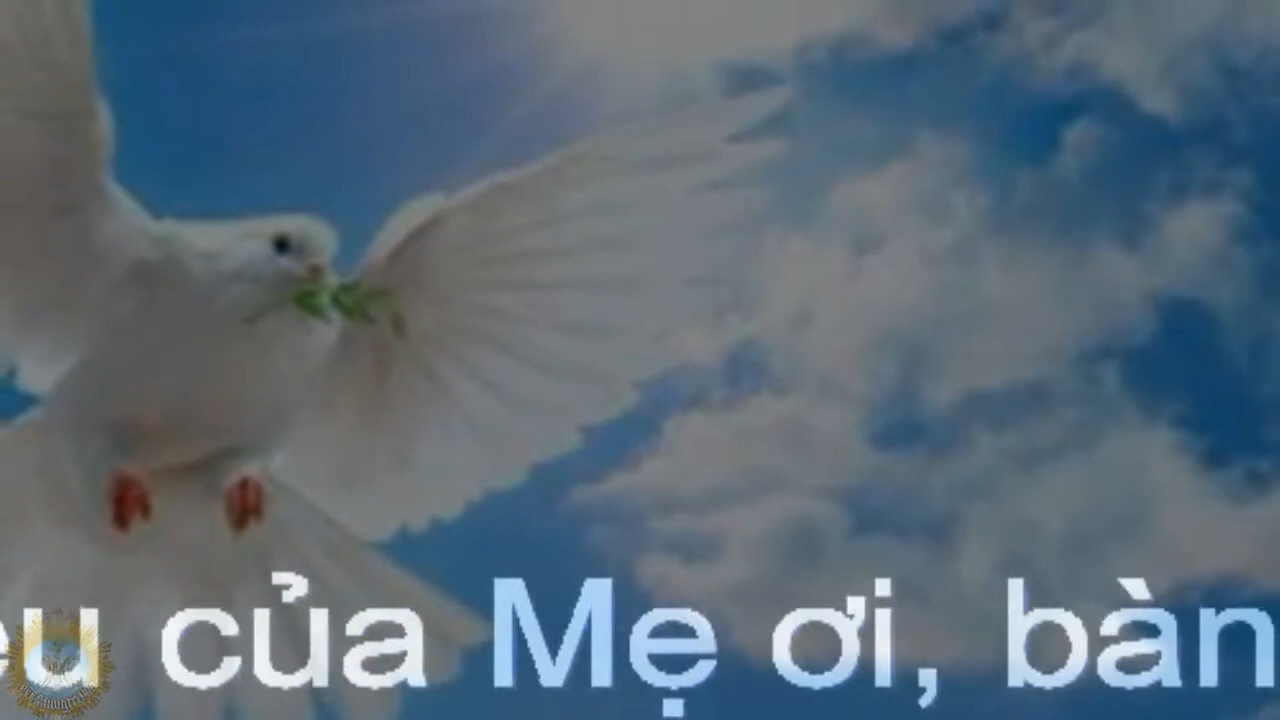 của Mẹ ơi, bàn